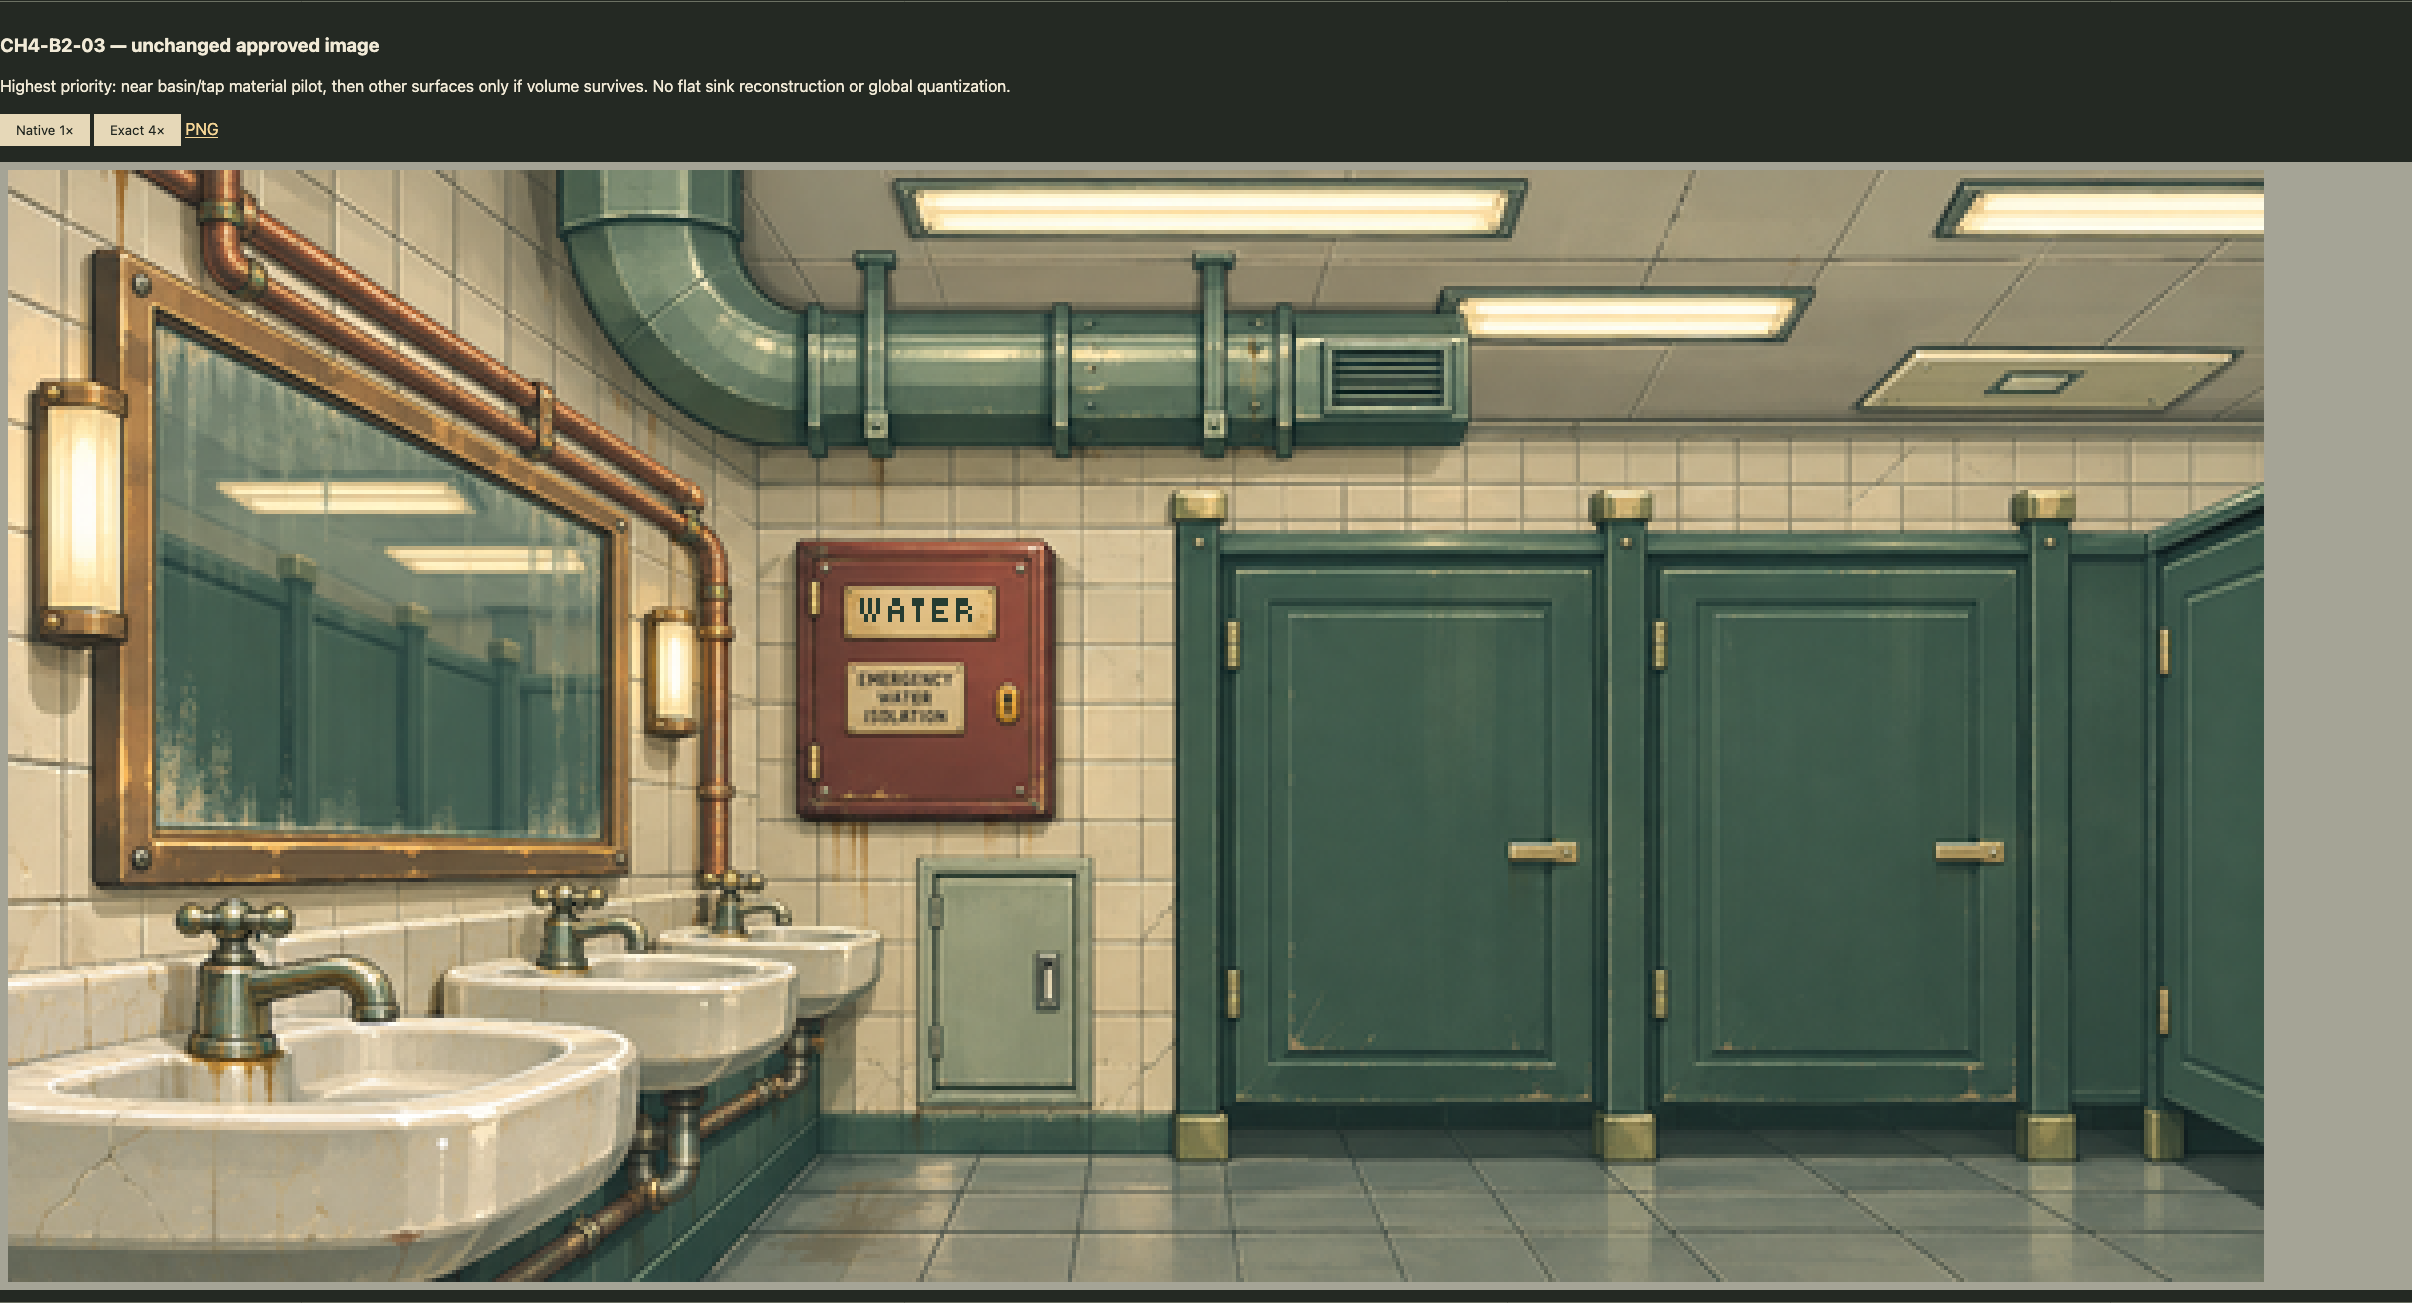 CH4-B2-03 — unchanged approved image
Highest priority: near basin/tap material pilot, then other surfaces only if volume survives. No flat sink reconstruction or global quantization.
Native 1× Exact 4× PNG
WATER
EMERGENCY
WATER
ISOLATION